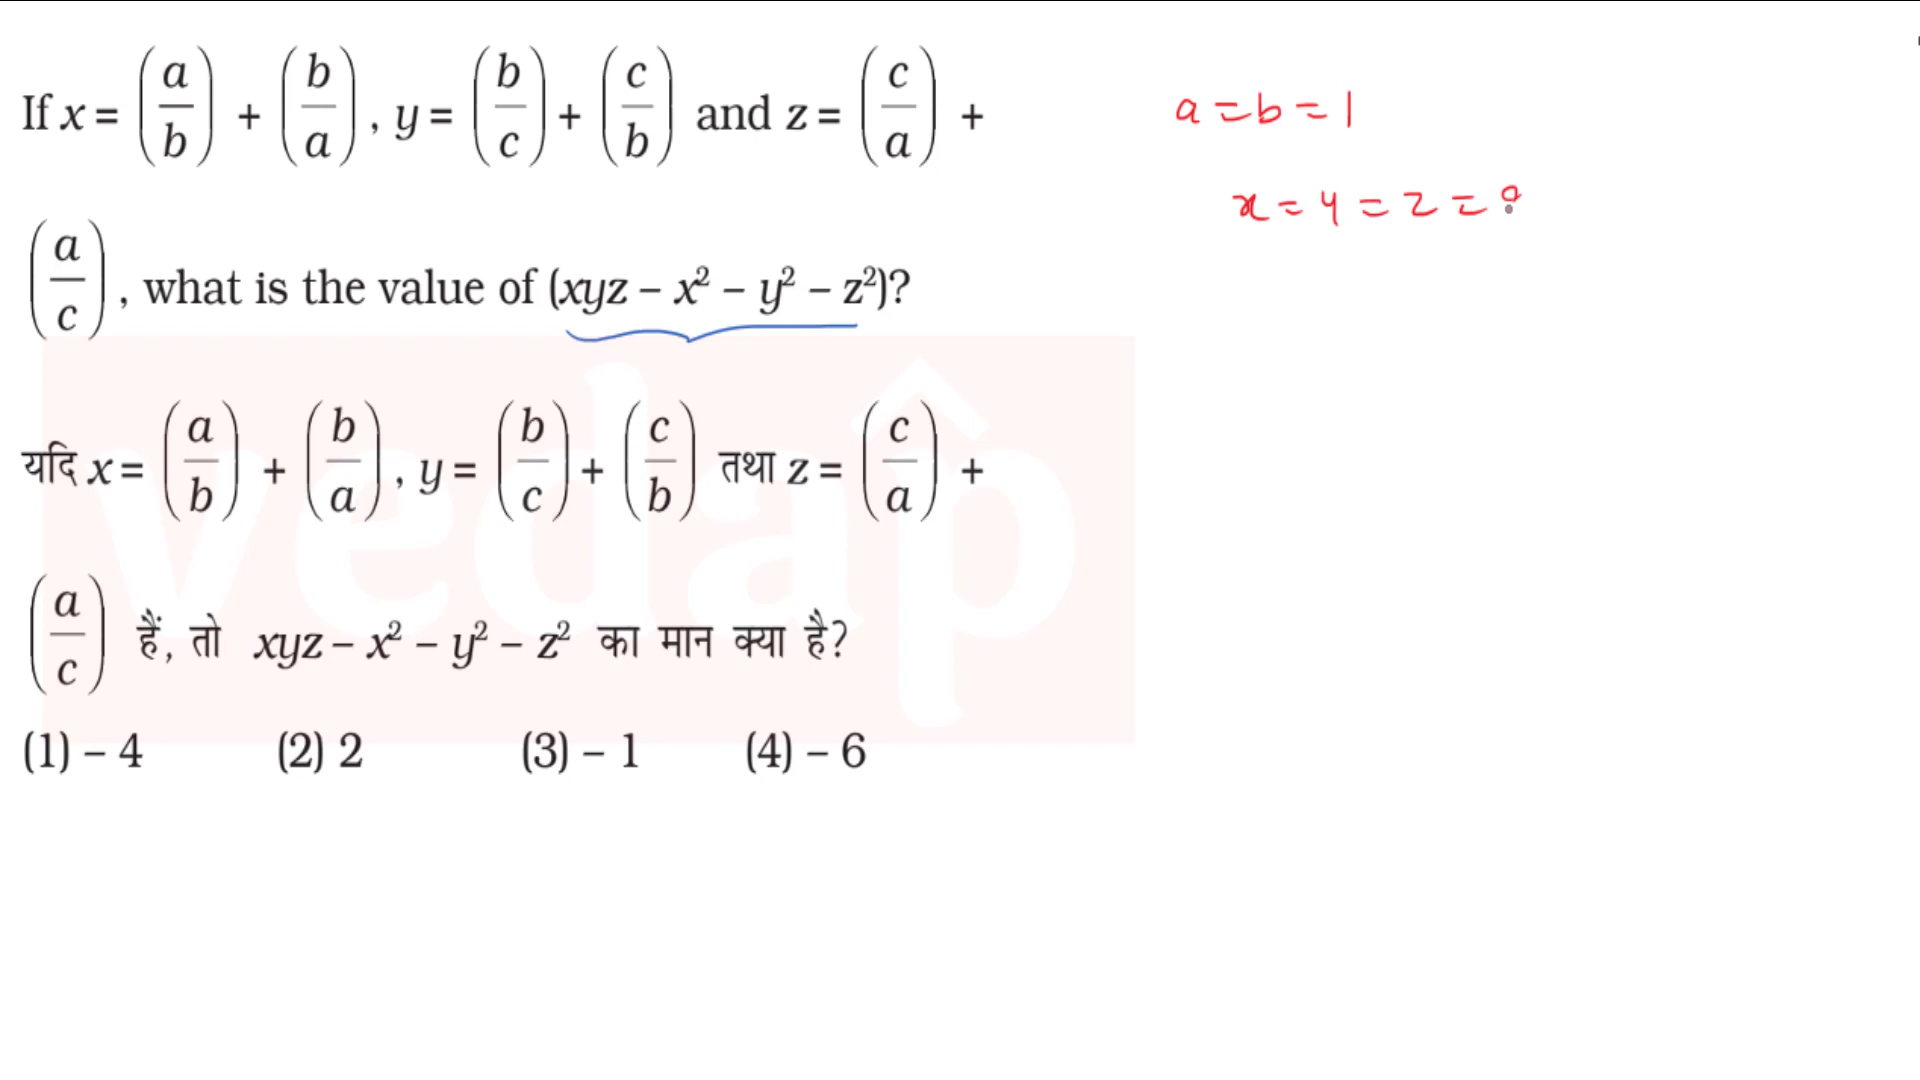 If x = (a/b) + (b/a), y = (b/c) + (c/b) and z = (c/a) +
(a/c), what is the value of (xyz – x² – y² – z²)?
यदि x = (a/b) + (b/a), y = (b/c) + (c/b) तथा z = (c/a) +
(a/c) हैं, तो xyz – x² – y² – z² का मान क्या है?
(1) – 4 (2) 2 (3) – 1 (4) – 6
a = b = 1
x = y = z =
vedap